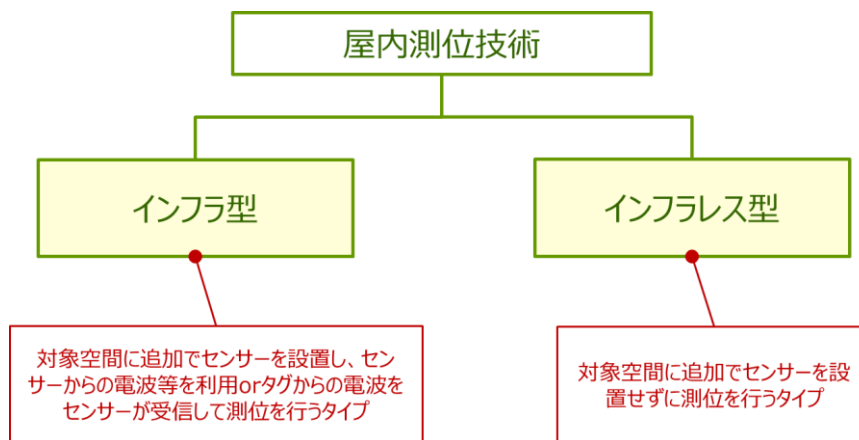 屋内測位技術
インフラ型
インフラレス型
対象空間に追加でセンサーを設置し、セン
サーからの電波等を利用orタグからの電波を
センサーが受信して測位を行うタイプ
対象空間に追加でセンサーを設
置せずに測位を行うタイプ